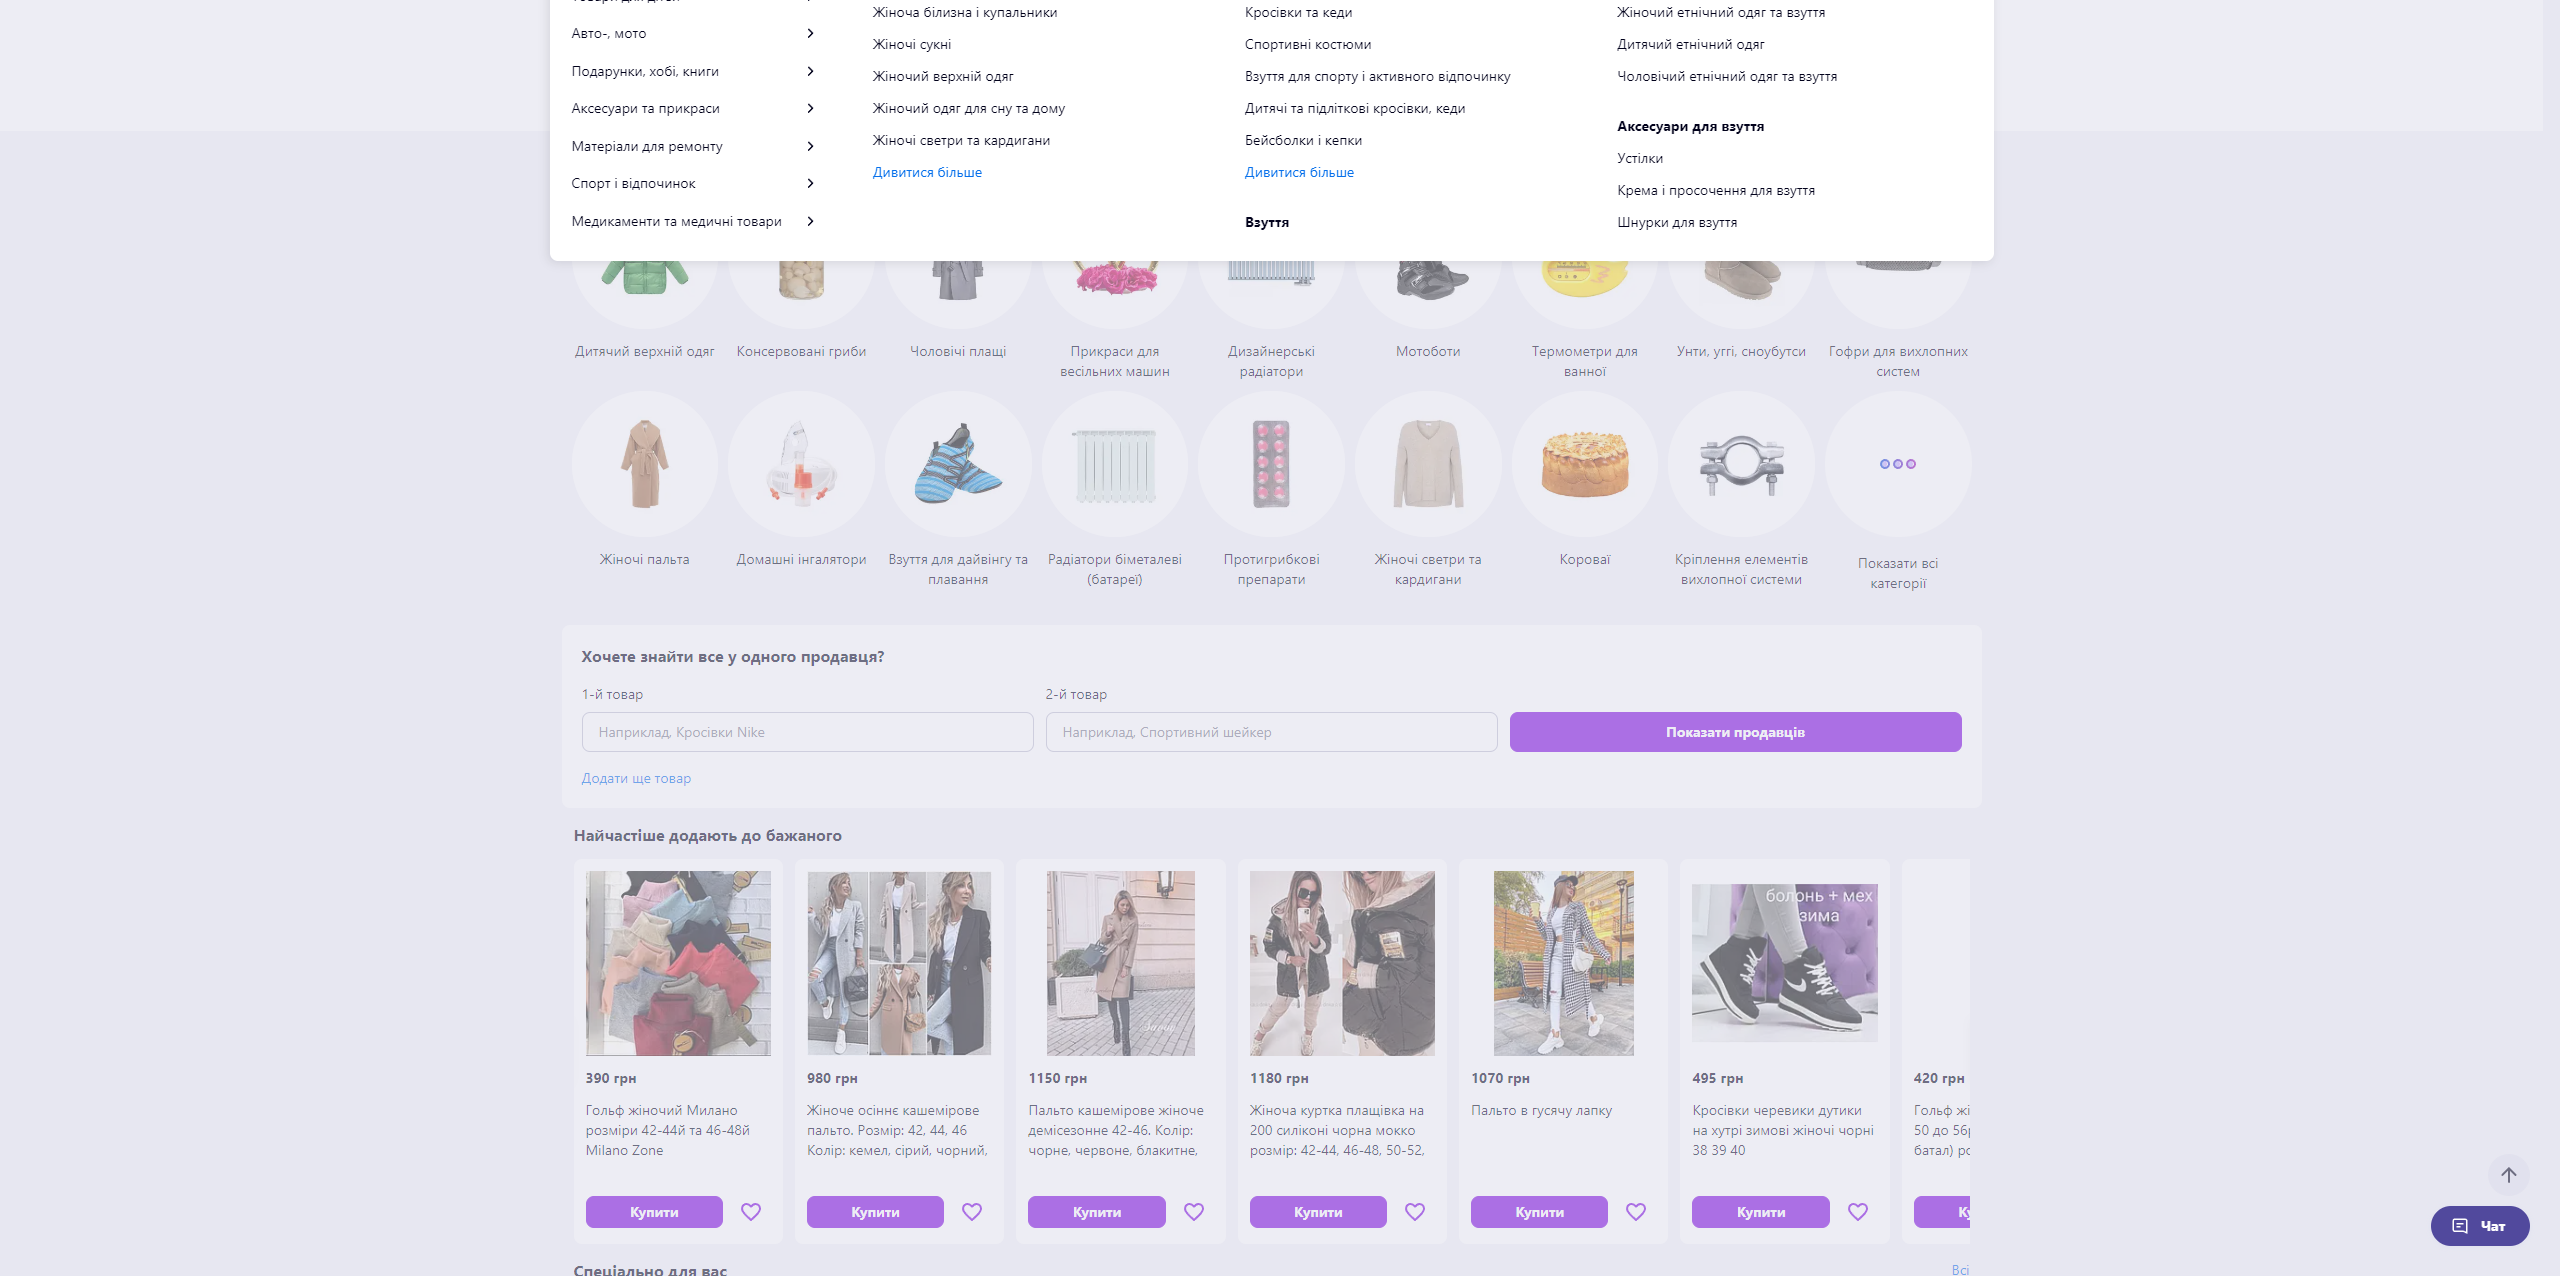 Товари для дітей
Авто-, мото
Подарунки, хобі, книги
Аксесуари та прикраси
Матеріали для ремонту
Спорт і відпочинок
Медикаменти та медичні товари
Жіноча білизна і купальники
Жіночі сукні
Жіночий верхній одяг
Жіночий одяг для сну та дому
Жіночі светри та кардигани
Дивитися більше
Кросівки та кеди
Спортивні костюми
Взуття для спорту і активного відпочинку
Дитячі та підліткові кросівки, кеди
Бейсболки і кепки
Дивитися більше
Взуття
Жіночий етнічний одяг та взуття
Дитячий етнічний одяг
Чоловічий етнічний одяг та взуття
Аксесуари для взуття
Устілки
Крема і просочення для взуття
Шнурки для взуття
Дитячий верхній одяг
Консервовані гриби
Чоловічі плащі
Прикраси для
весільних машин
Дизайнерські
радіатори
Мотоботи
Термометри для
ванної
Унти, уггі, сноубутси
Гофри для вихлопних
систем
Жіночі пальта
Домашні інгалятори
Взуття для дайвінгу та
плавання
Радіатори біметалеві
(батареї)
Протигрибкові
препарати
Жіночі светри та
кардигани
Короваї
Кріплення елементів
вихлопної системи
Показати всі
категорії
Хочете знайти все у одного продавця?
1-й товар
Наприклад, Кросівки Nike
2-й товар
Наприклад, Спортивний шейкер
Показати продавців
Додати ще товар
Найчастіше додають до бажаного
390 грн
Гольф жіночий Милано
розміри 42-44й та 46-48й
Milano Zone
Купити
980 грн
Жіноче осіннє кашемірове
пальто. Розмір: 42, 44, 46
Колір: кемел, сірий, чорний,
Купити
1150 грн
Пальто кашемірове жіноче
демісезонне 42-46. Колір:
чорне, червоне, блакитне,
Купити
1180 грн
Жіноча куртка плащівка на
200 силіконі чорна мокко
розмір: 42-44, 46-48, 50-52,
Купити
1070 грн
Пальто в гусячу лапку
Купити
болонь + мех
зима
495 грн
Кросівки черевики дутики
на хутрі зимові жіночі чорні
38 39 40
Купити
420 грн
Гольф жі
50 до 56р
батал) ро
Ку
Чат
Спеціально для вас
Всі